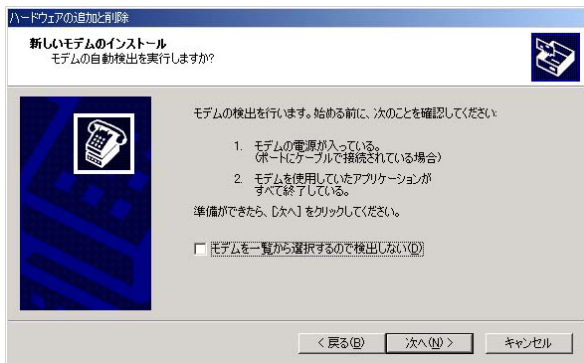 ハードウェアの追加と削除
新しいモデムのインストール
モデムの自動検出を実行しますか?
モデムの検出を行います。始める前に、次のことを確認してください:
1. モデムの電源が入っている。
(ポートにケーブルで接続されている場合)
2. モデムを使用していたアプリケーションが
すべて終了している。
準備ができたら、[次へ] をクリックしてください。
モデムを一覧から選択するので検出しない(D)
< 戻る(B) 次へ(N) > キャンセル